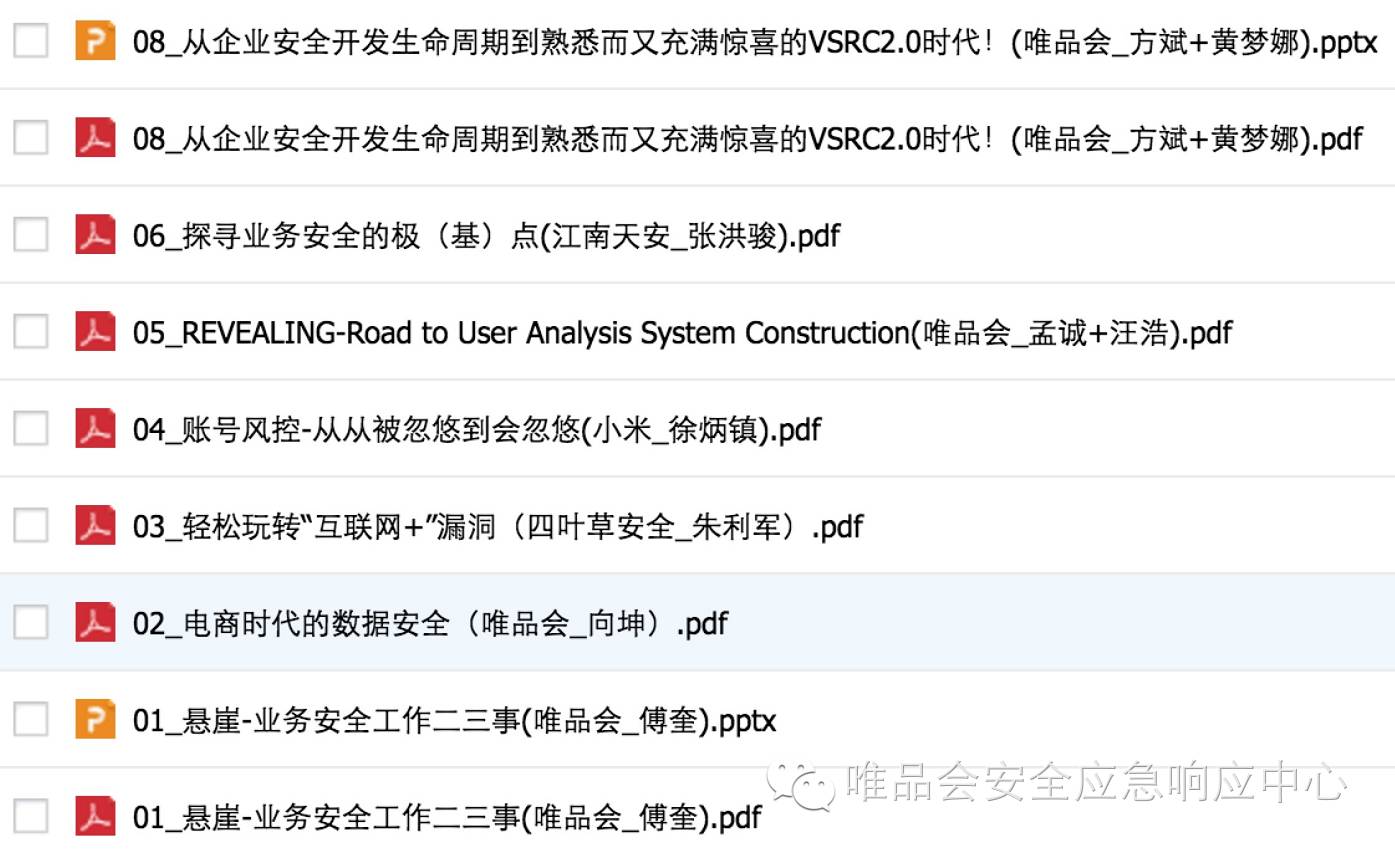 08_从企业安全开发生命周期到熟悉而又充满惊喜的VSRC2.0时代！(唯品会_方斌+黄梦娜).pptx
08_从企业安全开发生命周期到熟悉而又充满惊喜的VSRC2.0时代！(唯品会_方斌+黄梦娜).pdf
06_探寻业务安全的极（基）点(江南天安_张洪骏).pdf
05_REVEALING-Road to User Analysis System Construction(唯品会_孟诚+汪浩).pdf
04_账号风控-从从被忽悠到会忽悠(小米_徐炳镇).pdf
03_轻松玩转“互联网+”漏洞（四叶草安全_朱利军）.pdf
02_电商时代的数据安全（唯品会_向坤）.pdf
01_悬崖-业务安全工作二三事(唯品会_傅奎).pptx
唯品会安全应急响应中心
01_悬崖-业务安全工作二三事(唯品会_傅奎).pdf